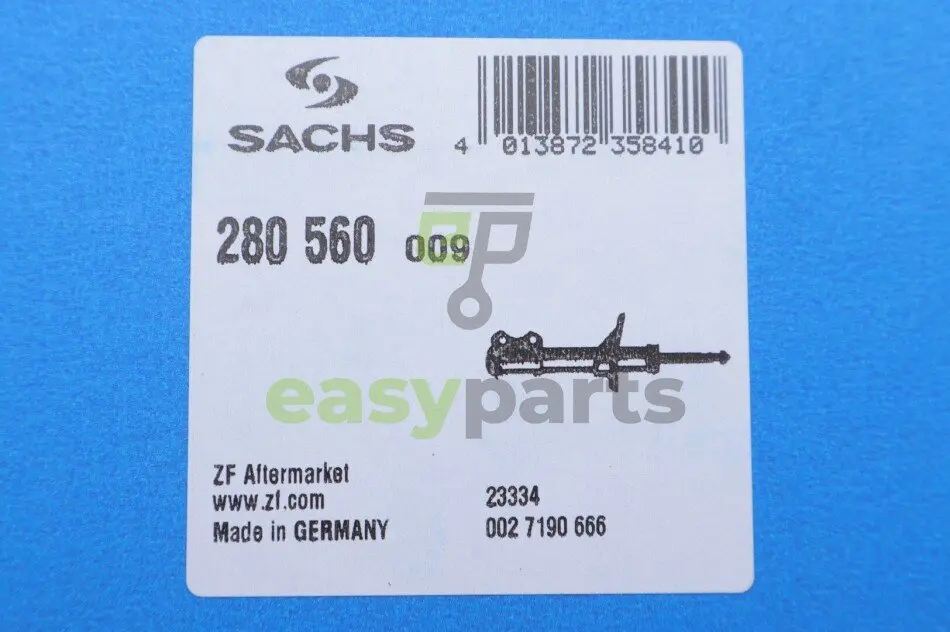 SACHS
4 013872 358410
280 560 009
easyparts
ZF Aftermarket
www.zf.com
Made in GERMANY
23334
002 7190 666